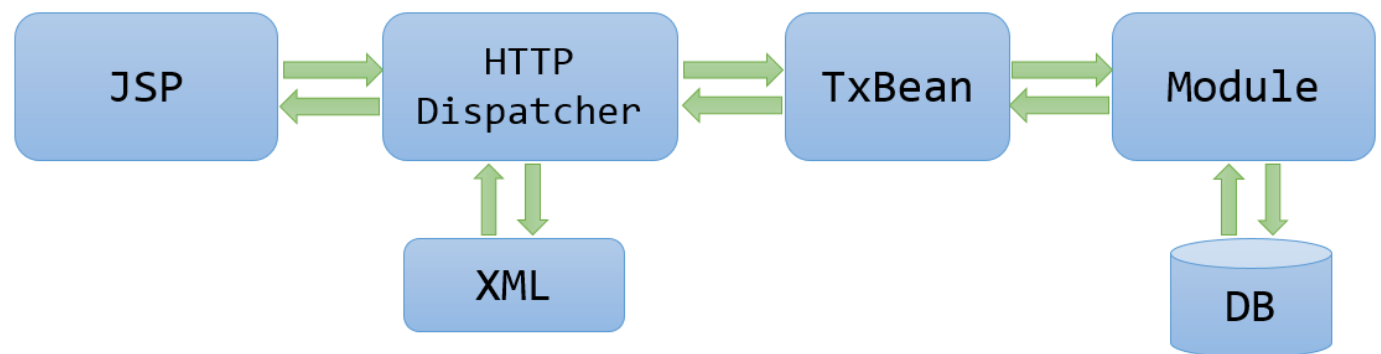 JSP
HTTP
Dispatcher
TxBean
Module
XML
DB